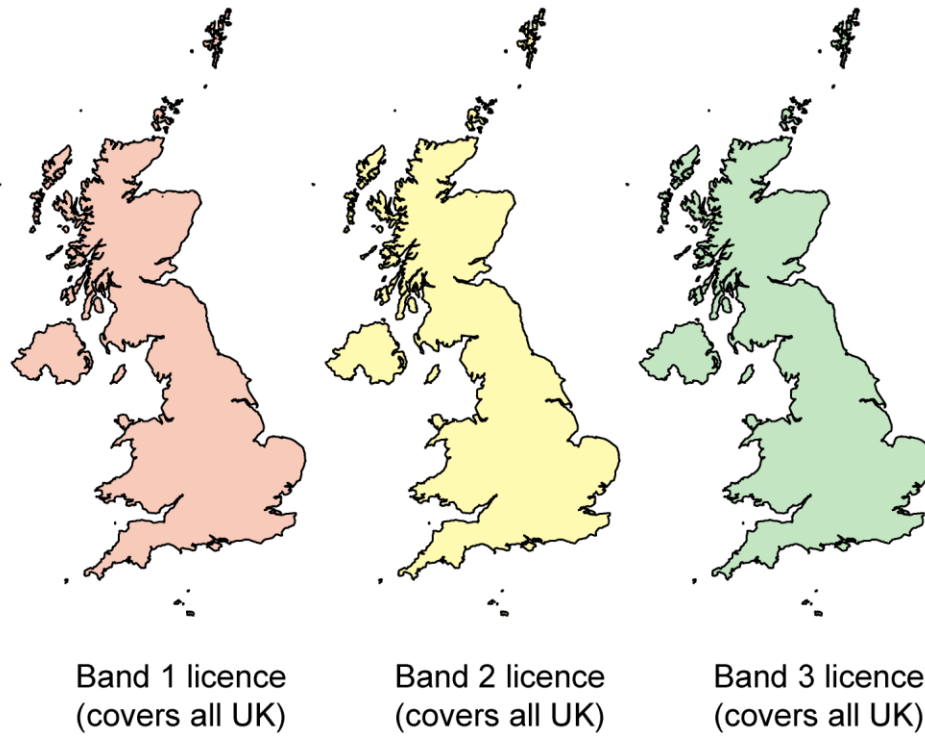 Band 1 licence
(covers all UK)
Band 2 licence
(covers all UK)
Band 3 licence
(covers all UK)